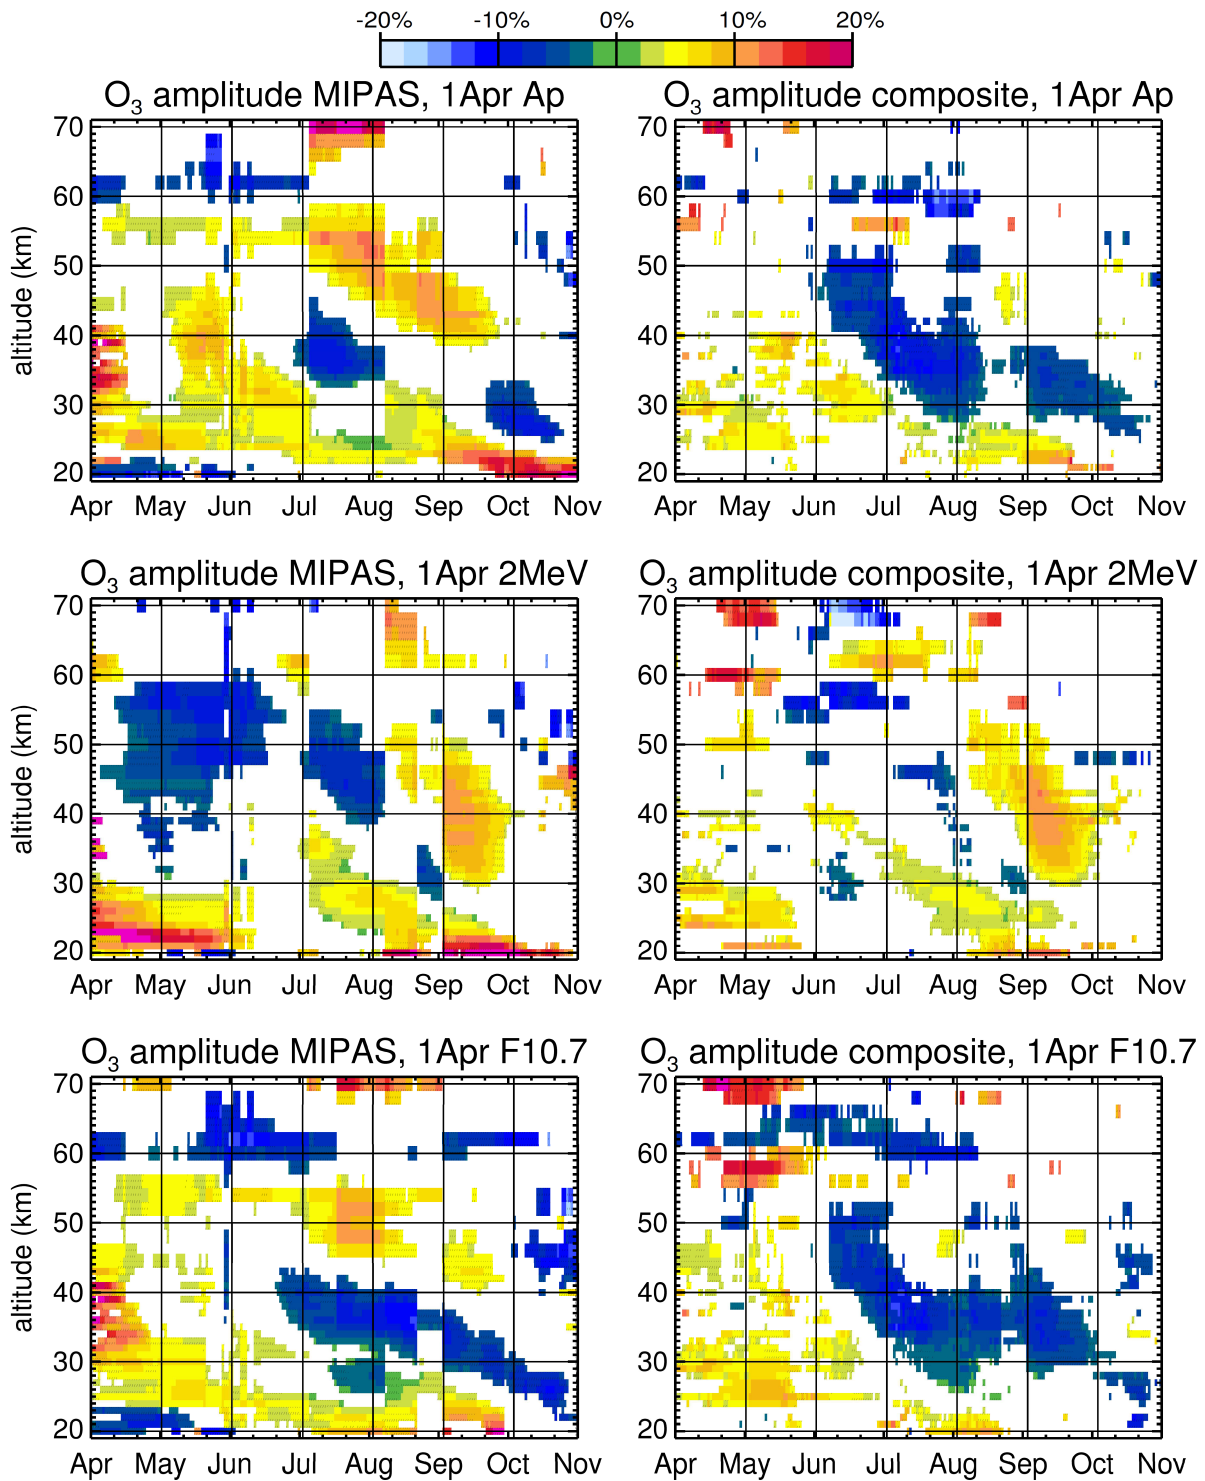 -20% -10% 0% 10% 20%
O₃ amplitude MIPAS, 1Apr Ap
O₃ amplitude composite, 1Apr Ap
altitude (km)
70
60
50
40
30
20
Apr May Jun Jul Aug Sep Oct Nov
70
60
50
40
30
20
Apr May Jun Jul Aug Sep Oct Nov
O₃ amplitude MIPAS, 1Apr 2MeV
O₃ amplitude composite, 1Apr 2MeV
altitude (km)
70
60
50
40
30
20
Apr May Jun Jul Aug Sep Oct Nov
70
60
50
40
30
20
Apr May Jun Jul Aug Sep Oct Nov
O₃ amplitude MIPAS, 1Apr F10.7
O₃ amplitude composite, 1Apr F10.7
altitude (km)
70
60
50
40
30
20
Apr May Jun Jul Aug Sep Oct Nov
70
60
50
40
30
20
Apr May Jun Jul Aug Sep Oct Nov